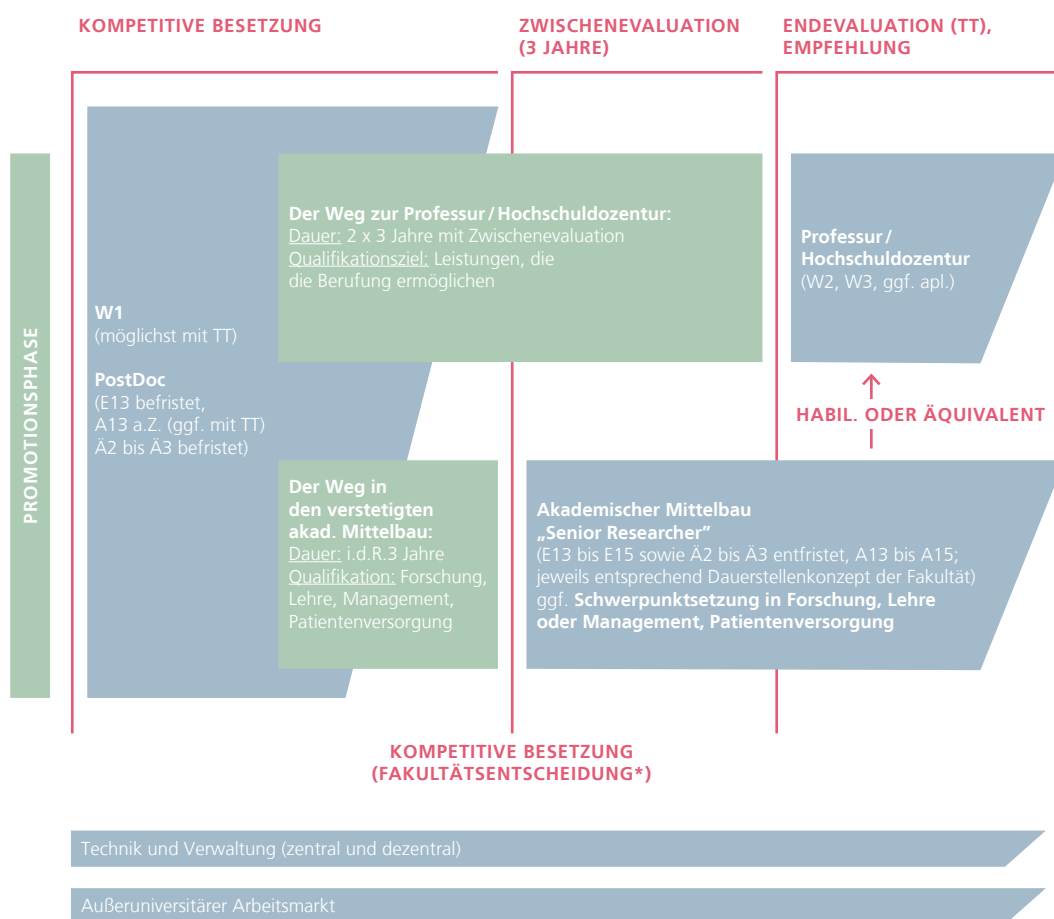 KOMPETITIVE BESETZUNG
ZWISCHENEVALUATION
(3 JAHRE)
ENDEVALUATION (TT),
EMPFEHLUNG
PROMOTIONSPHASE
W1
(möglichst mit TT)
PostDoc
(E13 befristet,
A13 a.Z. (ggf. mit TT)
Ä2 bis Ä3 befristet)
Der Weg zur Professur / Hochschuldozentur:
Dauer: 2 x 3 Jahre mit Zwischenevaluation
Qualifikationsziel: Leistungen, die
die Berufung ermöglichen
Professur /
Hochschuldozentur
(W2, W3, ggf. apl.)
HABIL. ODER ÄQUIVALENT
Der Weg in
den verstetigten
akad. Mittelbau:
Dauer: i.d.R.3 Jahre
Qualifikation: Forschung,
Lehre, Management,
Patientenversorgung
Akademischer Mittelbau
„Senior Researcher”
(E13 bis E15 sowie Ä2 bis Ä3 entfristet, A13 bis A15;
jeweils entsprechend Dauerstellenkonzept der Fakultät)
ggf. Schwerpunktsetzung in Forschung, Lehre
oder Management, Patientenversorgung
KOMPETITIVE BESETZUNG
(FAKULTÄTSENTSCHEIDUNG*)
Technik und Verwaltung (zentral und dezentral)
Außeruniversitärer Arbeitsmarkt